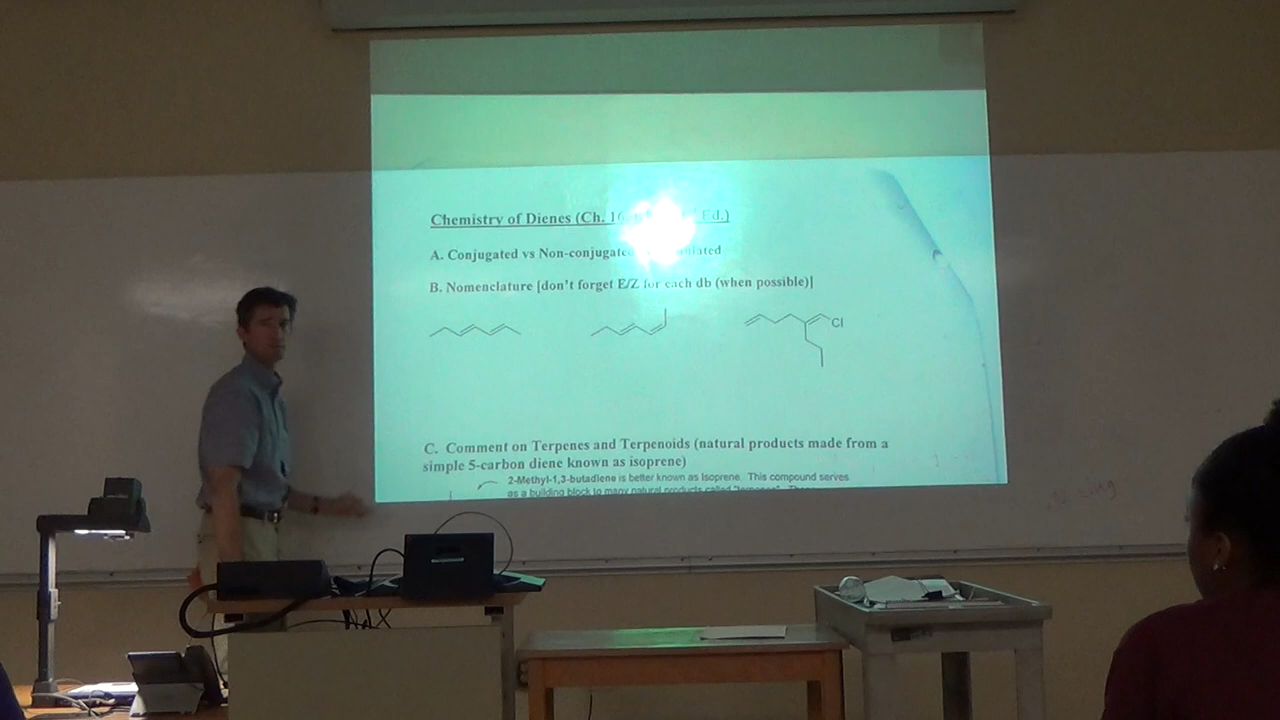 Chemistry of Dienes (Ch. 16 Ed.)
A. Conjugated vs Non-conjugated
B. Nomenclature [don't forget E/Z for each db (when possible)]
Cl
C. Comment on Terpenes and Terpenoids (natural products made from a
simple 5-carbon diene known as isoprene)
2-Methyl-1,3-butadiene is better known as Isoprene. This compound serves
as a building block to many natural products called "terpenes".